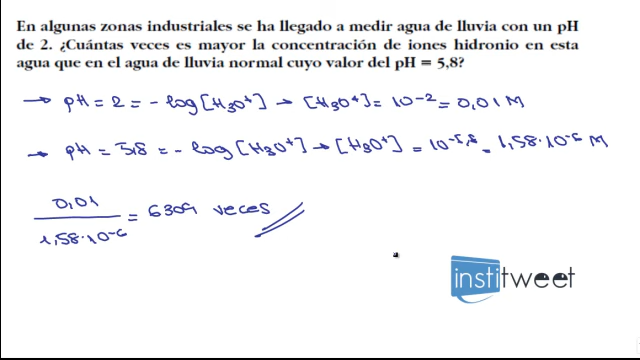 En algunas zonas industriales se ha llegado a medir agua de lluvia con un pH
de 2. ¿Cuántas veces es mayor la concentración de iones hidronio en esta
agua que en el agua de lluvia normal cuyo valor del pH = 5,8?
→ pH = 2 = - log [H3O+] → [H3O+] = 10^-2 = 0,01 M
→ pH = 5,8 = - log [H3O+] → [H3O+] = 10^-5,8 = 1,58·10^-6 M
0,01
1,58·10^-6
= 6309 veces
institweet